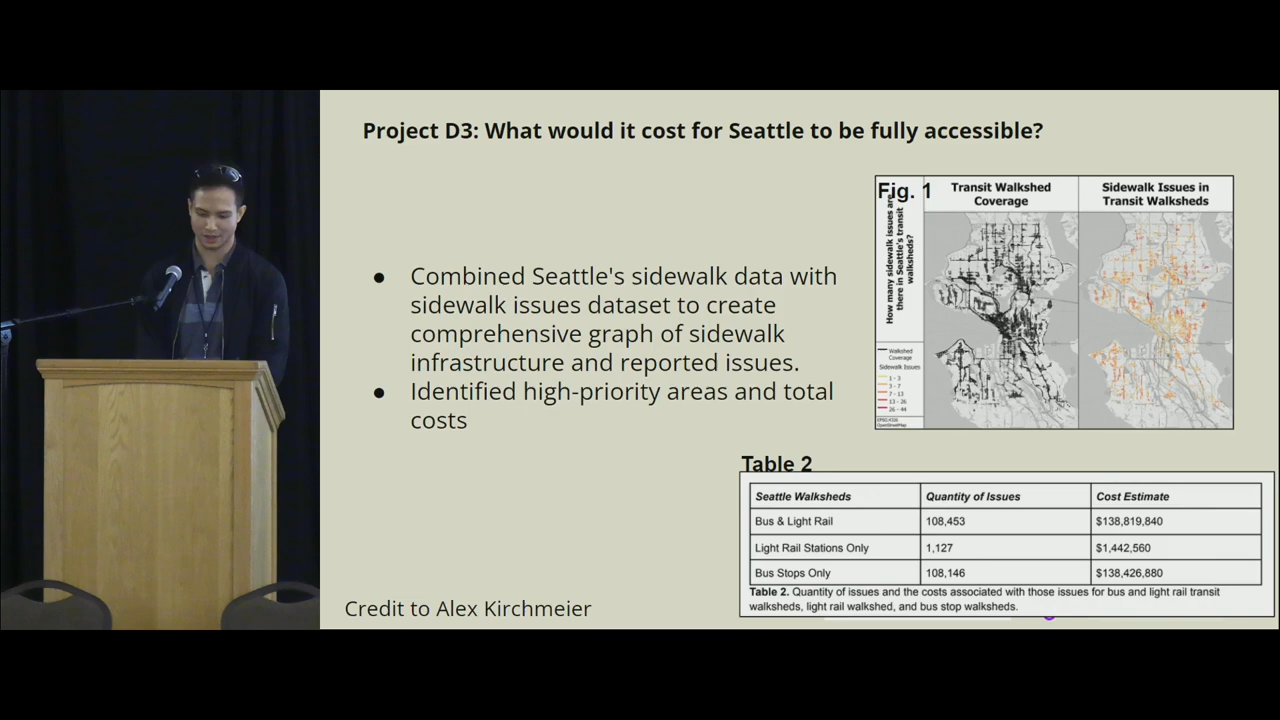 Project D3: What would it cost for Seattle to be fully accessible?
● Combined Seattle's sidewalk data with
sidewalk issues dataset to create
comprehensive graph of sidewalk
infrastructure and reported issues.
● Identified high-priority areas and total
costs
Credit to Alex Kirchmeier
Fig. 1
How many sidewalk issues are
there in Seattle's transit
walksheds?
Transit Walkshed
Coverage
Sidewalk Issues in
Transit Walksheds
Walkshed
Coverage
Sidewalk Issues
1 - 3
3 - 7
7 - 13
13 - 26
26 - 44
EPSG:4326
OpenStreetMap
Table 2
Seattle Walksheds Quantity of Issues Cost Estimate
Bus & Light Rail 108,453 $138,819,840
Light Rail Stations Only 1,127 $1,442,560
Bus Stops Only 108,146 $138,426,880
Table 2. Quantity of issues and the costs associated with those issues for bus and light rail transit
walksheds, light rail walkshed, and bus stop walksheds.